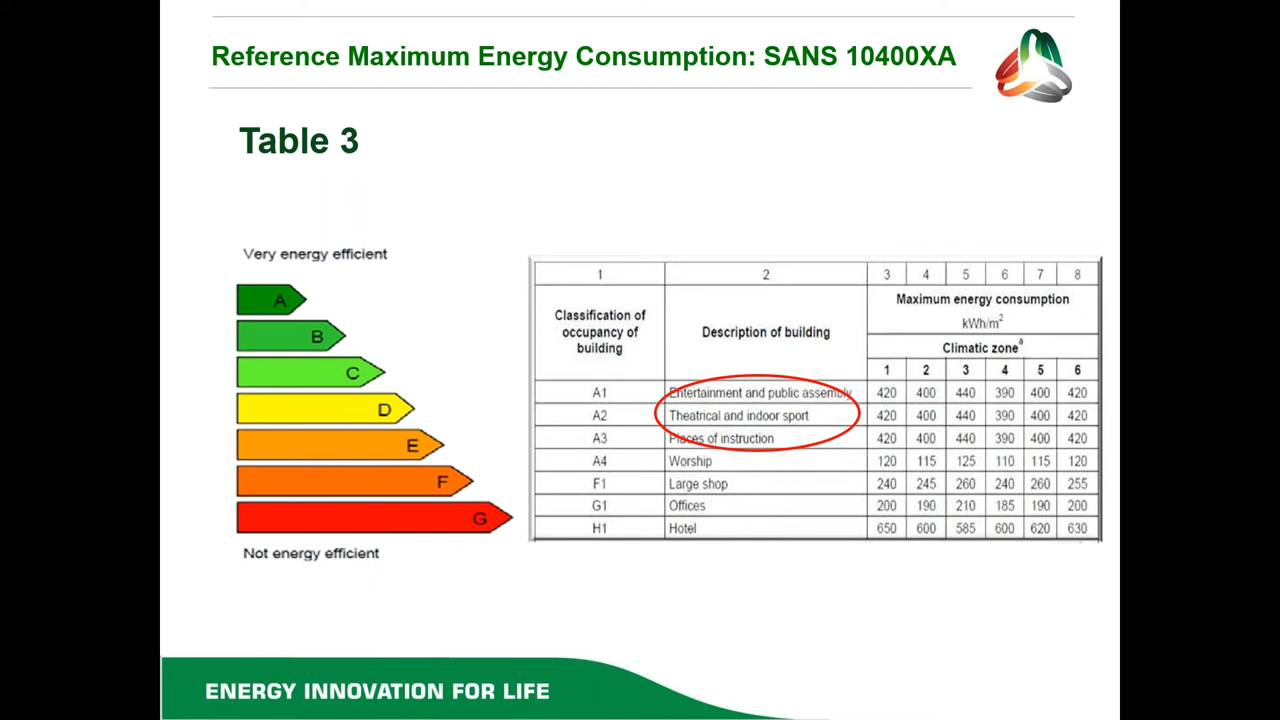 Reference Maximum Energy Consumption: SANS 10400XA
Table 3
Very energy efficient
A
B
C
D
E
F
G
Not energy efficient
1 2 3 4 5 6 7 8
Classification of occupancy of building Description of building Maximum energy consumption
kWh/m²
Climatic zoneᵃ
1 2 3 4 5 6
A1 Entertainment and public assembly 420 400 440 390 400 420
A2 Theatrical and indoor sport 420 400 440 390 400 420
A3 Places of instruction 420 400 440 390 400 420
A4 Worship 120 115 125 110 115 120
F1 Large shop 240 245 260 240 260 255
G1 Offices 200 190 210 185 190 200
H1 Hotel 650 600 585 600 620 630
ENERGY INNOVATION FOR LIFE